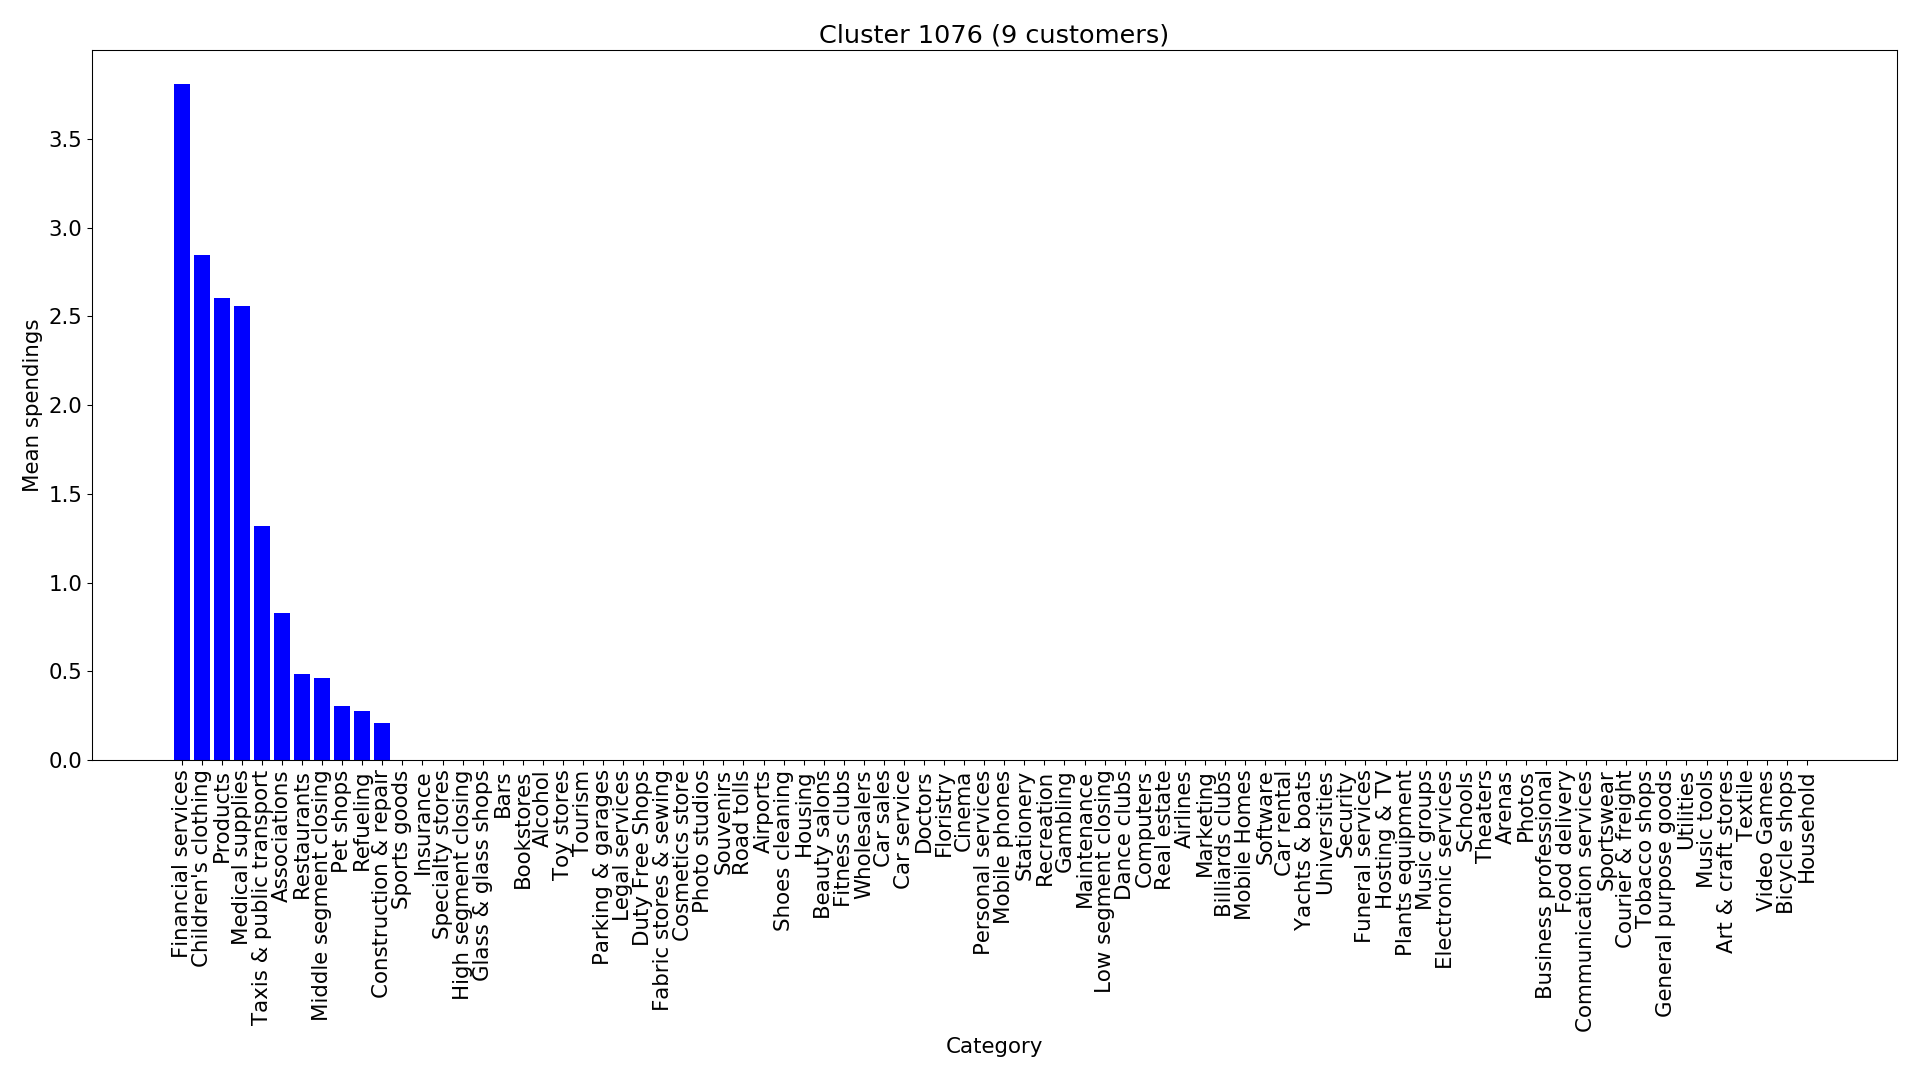 Cluster 1076 (9 customers)
Mean spendings
3.5
3.0
2.5
2.0
1.5
1.0
0.5
0.0
Financial services
Children's clothing
Products
Medical supplies
Taxis & public transport
Associations
Restaurants
Middle segment closing
Pet shops
Refueling
Construction & repair
Sports goods
Insurance
Specialty stores
High segment closing
Glass & glass shops
Bars
Bookstores
Alcohol
Toy stores
Tourism
Parking & garages
Legal services
Duty Free Shops
Fabric stores & sewing
Cosmetics store
Photo studios
Souvenirs
Road tolls
Airports
Shoes cleaning
Housing
Beauty salons
Fitness clubs
Wholesalers
Car sales
Car service
Doctors
Floristry
Cinema
Personal services
Mobile phones
Stationery
Recreation
Gambling
Maintenance
Low segment closing
Dance clubs
Computers
Real estate
Airlines
Marketing
Billiards clubs
Mobile Homes
Software
Car rental
Yachts & boats
Universities
Security
Funeral services
Hosting & TV
Plants equipment
Music groups
Electronic services
Schools
Theaters
Arenas
Photos
Business professional
Food delivery
Communication services
Sportswear
Courier & freight
Tobacco shops
General purpose goods
Utilities
Music tools
Art & craft stores
Textile
Video Games
Bicycle shops
Household
Category